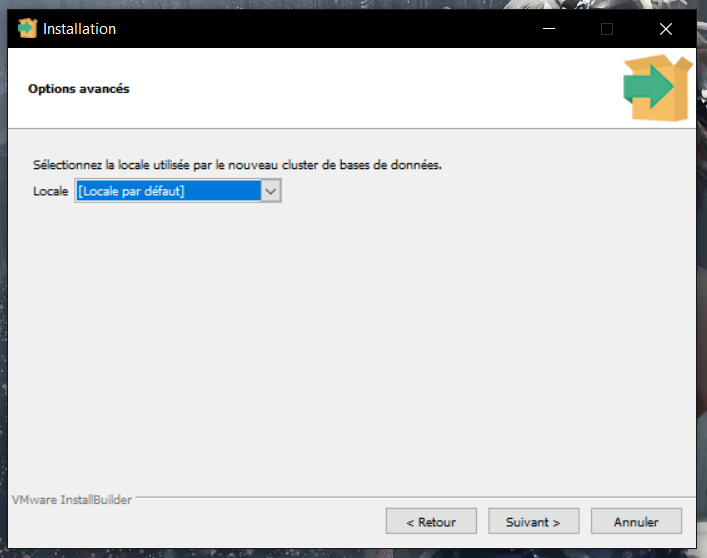 Installation
Options avancés
Sélectionnez la locale utilisée par le nouveau cluster de bases de données.
Locale [Locale par défaut]
VMware InstallBuilder
< Retour Suivant > Annuler